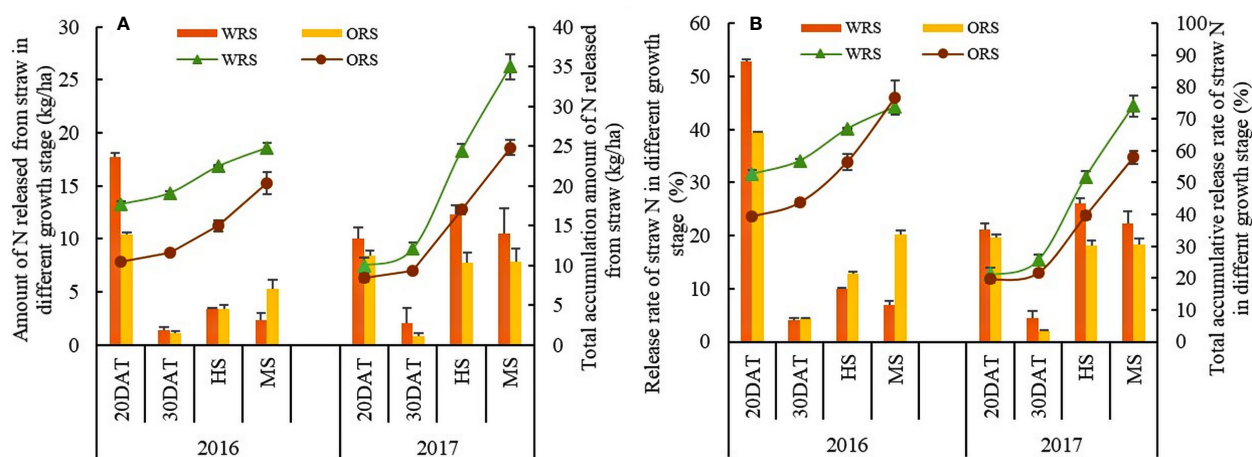 A
WRS ORS
WRS ORS
Amount of N released from straw in
different growth stage (kg/ha)
30
25
20
15
10
5
0
40
35
30
25
20
15
10
5
0
Total accumulation amount of N released
from straw (kg/ha)
20DAT 30DAT HS MS 20DAT 30DAT HS MS
2016 2017
B
WRS ORS
WRS ORS
Release rate of straw N in different growth
stage (%)
60
50
40
30
20
10
0
100
90
80
70
60
50
40
30
20
10
0
Total accumulative release rate of straw N
in different growth stage (%)
20DAT 30DAT HS MS 20DAT 30DAT HS MS
2016 2017